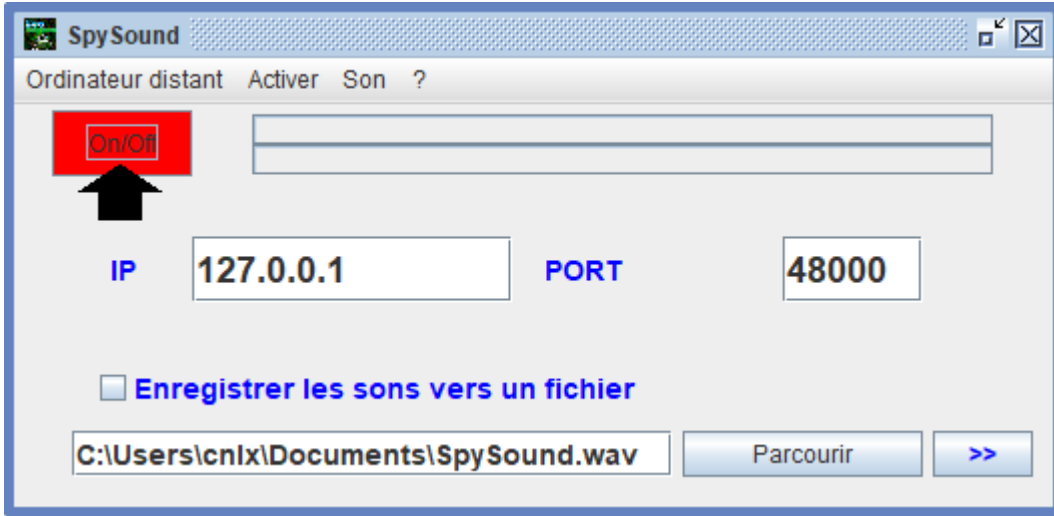 SpySound
Ordinateur distant Activer Son ?
On/Off
IP 127.0.0.1 PORT 48000
Enregistrer les sons vers un fichier
C:\Users\cnlx\Documents\SpySound.wav Parcourir >>